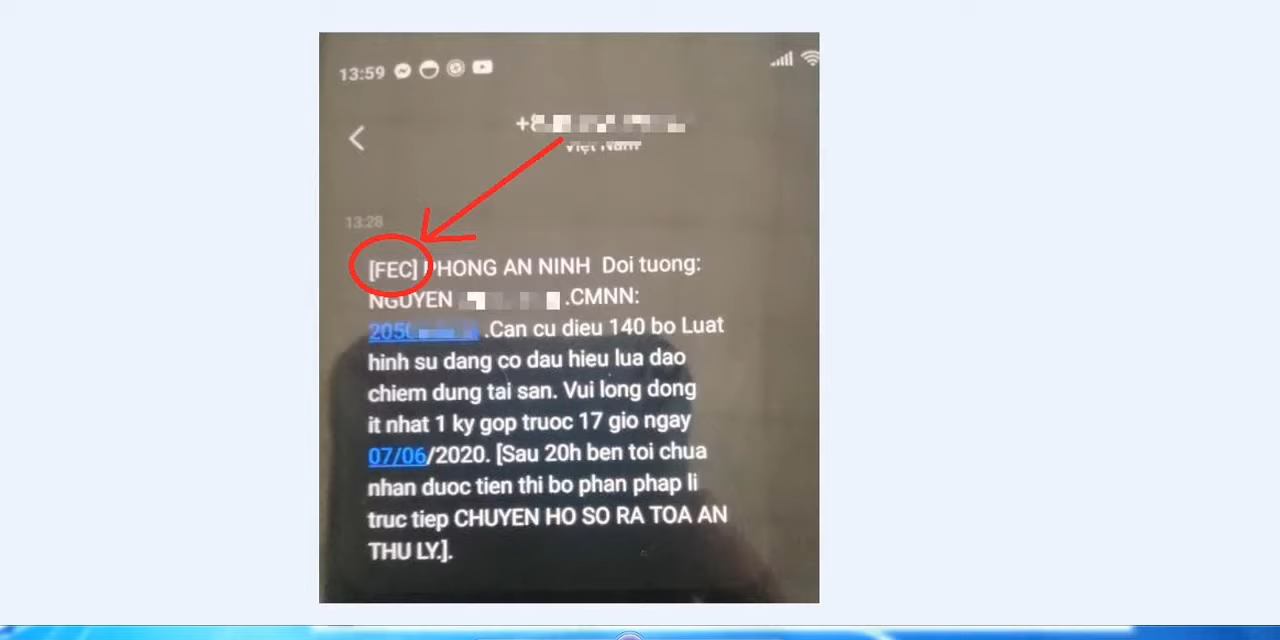 13:59
Việt Nam
13:28
[FEC] PHONG AN NINH Doi tuong:
NGUYEN .CMNN:
.Can cu dieu 140 bo Luat
hinh su dang co dau hieu lua dao
chiem dung tai san. Vui long dong
it nhat 1 ky gop truoc 17 gio ngay
07/06/2020. [Sau 20h ben toi chua
nhan duoc tien thi bo phan phap li
truc tiep CHUYEN HO SO RA TOA AN
THU LY.].